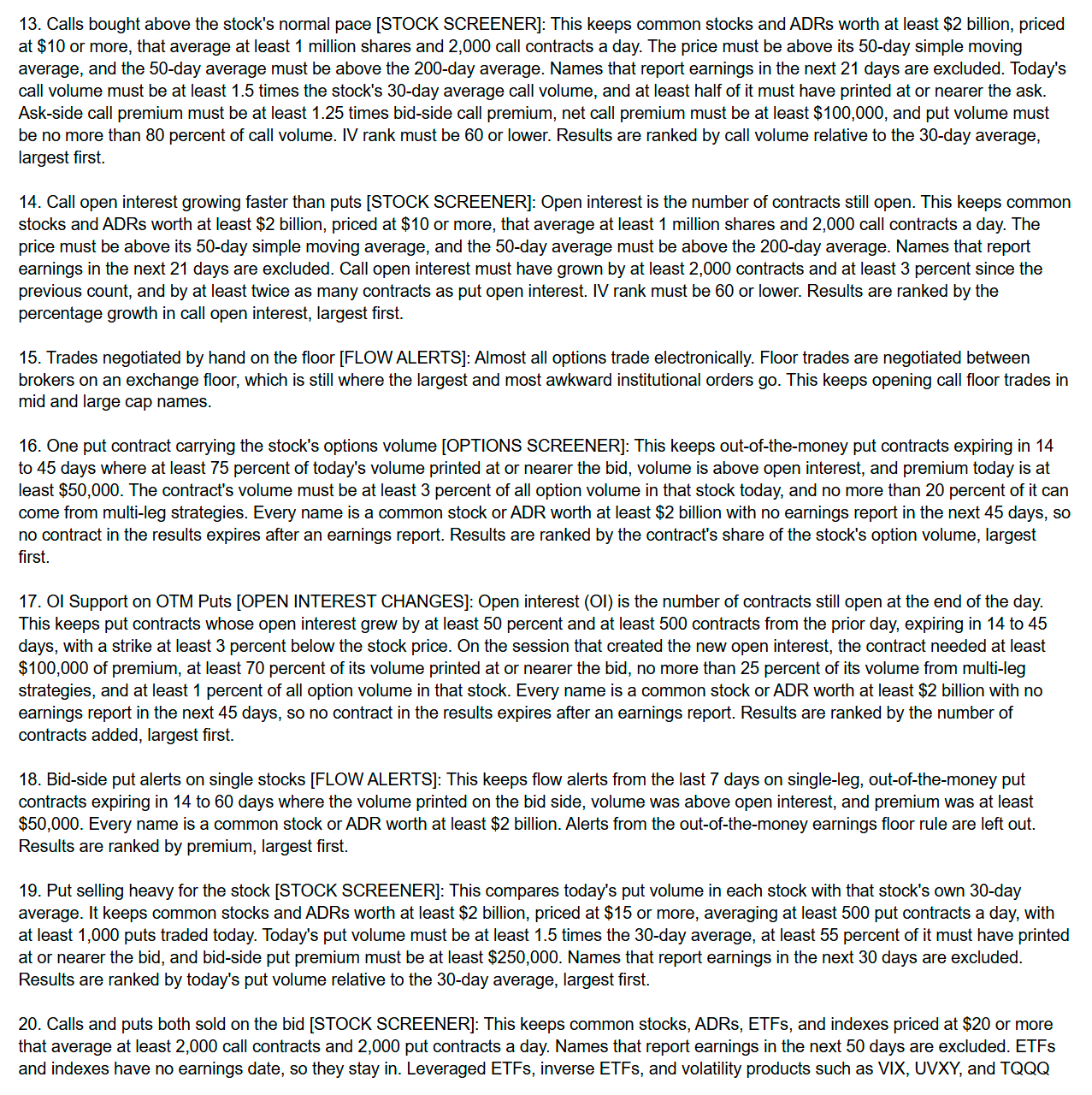 13. Calls bought above the stock's normal pace [STOCK SCREENER]: This keeps common stocks and ADRs worth at least $2 billion, priced
at $10 or more, that average at least 1 million shares and 2,000 call contracts a day. The price must be above its 50-day simple moving
average, and the 50-day average must be above the 200-day average. Names that report earnings in the next 21 days are excluded. Today's
call volume must be at least 1.5 times the stock's 30-day average call volume, and at least half of it must have printed at or nearer the ask.
Ask-side call premium must be at least 1.25 times bid-side call premium, net call premium must be at least $100,000, and put volume must
be no more than 80 percent of call volume. IV rank must be 60 or lower. Results are ranked by call volume relative to the 30-day average,
largest first.
14. Call open interest growing faster than puts [STOCK SCREENER]: Open interest is the number of contracts still open. This keeps common
stocks and ADRs worth at least $2 billion, priced at $10 or more, that average at least 1 million shares and 2,000 call contracts a day. The
price must be above its 50-day simple moving average, and the 50-day average must be above the 200-day average. Names that report
earnings in the next 21 days are excluded. Call open interest must have grown by at least 2,000 contracts and at least 3 percent since the
previous count, and by at least twice as many contracts as put open interest. IV rank must be 60 or lower. Results are ranked by the
percentage growth in call open interest, largest first.
15. Trades negotiated by hand on the floor [FLOW ALERTS]: Almost all options trade electronically. Floor trades are negotiated between
brokers on an exchange floor, which is still where the largest and most awkward institutional orders go. This keeps opening call floor trades in
mid and large cap names.
16. One put contract carrying the stock's options volume [OPTIONS SCREENER]: This keeps out-of-the-money put contracts expiring in 14
to 45 days where at least 75 percent of today's volume printed at or nearer the bid, volume is above open interest, and premium today is at
least $50,000. The contract's volume must be at least 3 percent of all option volume in that stock today, and no more than 20 percent of it can
come from multi-leg strategies. Every name is a common stock or ADR worth at least $2 billion with no earnings report in the next 45 days, so
no contract in the results expires after an earnings report. Results are ranked by the contract's share of the stock's option volume, largest
first.
17. OI Support on OTM Puts [OPEN INTEREST CHANGES]: Open interest (OI) is the number of contracts still open at the end of the day.
This keeps put contracts whose open interest grew by at least 50 percent and at least 500 contracts from the prior day, expiring in 14 to 45
days, with a strike at least 3 percent below the stock price. On the session that created the new open interest, the contract needed at least
$100,000 of premium, at least 70 percent of its volume printed at or nearer the bid, no more than 25 percent of its volume from multi-leg
strategies, and at least 1 percent of all option volume in that stock. Every name is a common stock or ADR worth at least $2 billion with no
earnings report in the next 45 days, so no contract in the results expires after an earnings report. Results are ranked by the number of
contracts added, largest first.
18. Bid-side put alerts on single stocks [FLOW ALERTS]: This keeps flow alerts from the last 7 days on single-leg, out-of-the-money put
contracts expiring in 14 to 60 days where the volume printed on the bid side, volume was above open interest, and premium was at least
$50,000. Every name is a common stock or ADR worth at least $2 billion. Alerts from the out-of-the-money earnings floor rule are left out.
Results are ranked by premium, largest first.
19. Put selling heavy for the stock [STOCK SCREENER]: This compares today's put volume in each stock with that stock's own 30-day
average. It keeps common stocks and ADRs worth at least $2 billion, priced at $15 or more, averaging at least 500 put contracts a day, with
at least 1,000 puts traded today. Today's put volume must be at least 1.5 times the 30-day average, at least 55 percent of it must have printed
at or nearer the bid, and bid-side put premium must be at least $250,000. Names that report earnings in the next 30 days are excluded.
Results are ranked by today's put volume relative to the 30-day average, largest first.
20. Calls and puts both sold on the bid [STOCK SCREENER]: This keeps common stocks, ADRs, ETFs, and indexes priced at $20 or more
that average at least 2,000 call contracts and 2,000 put contracts a day. Names that report earnings in the next 50 days are excluded. ETFs
and indexes have no earnings date, so they stay in. Leveraged ETFs, inverse ETFs, and volatility products such as VIX, UVXY, and TQQQ